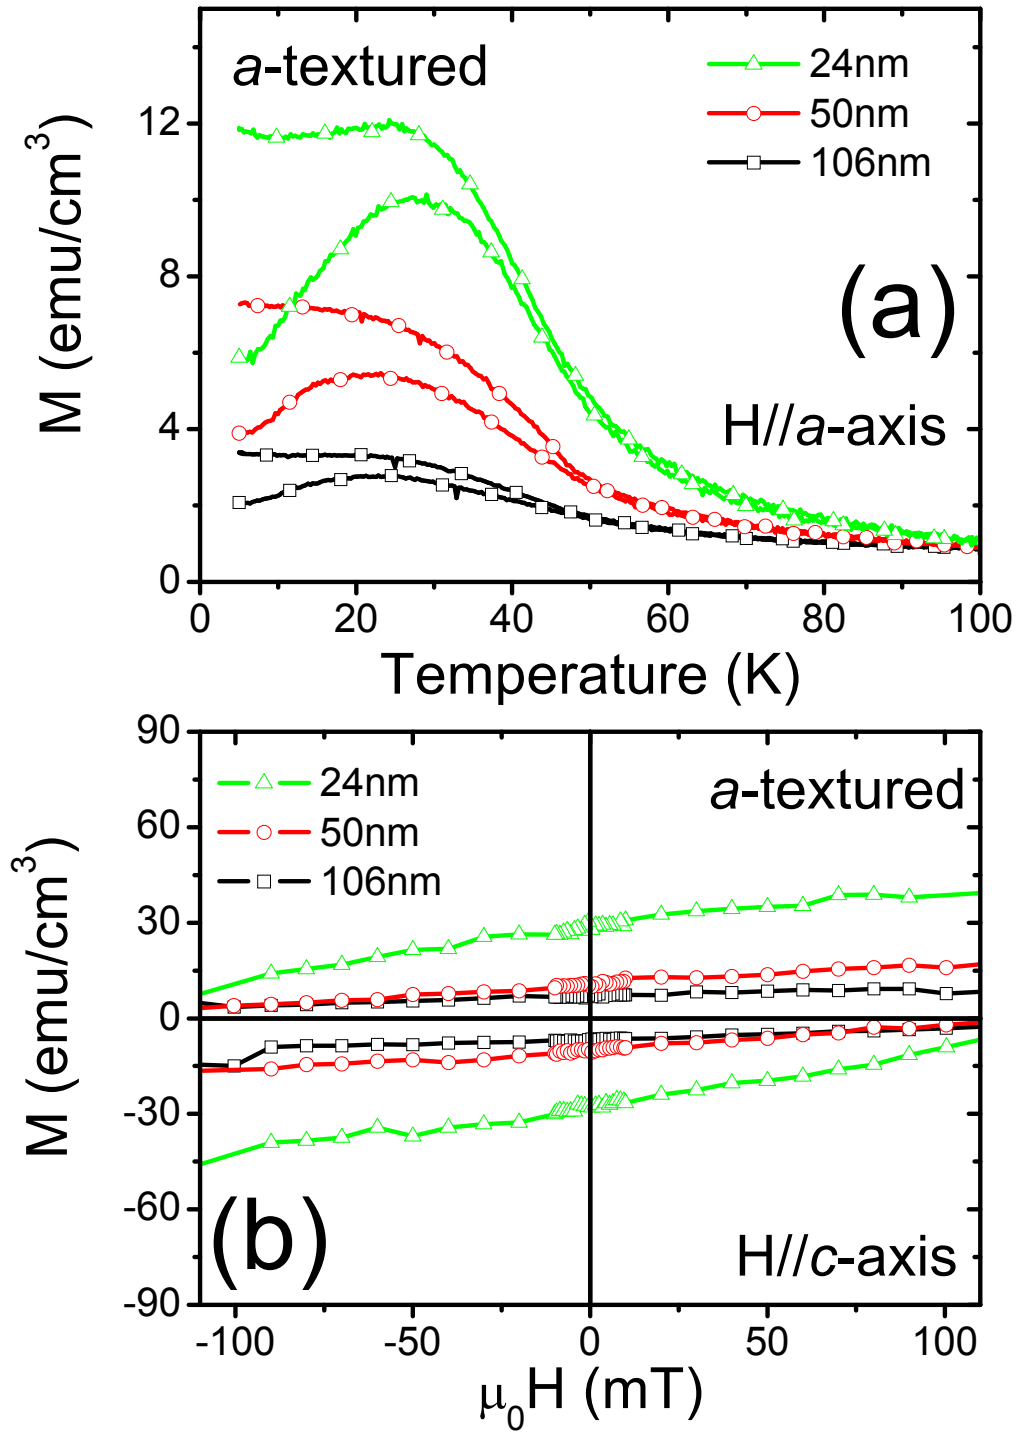 a-textured
24nm
50nm
106nm
12
8
4
0
M (emu/cm³)
(a)
H//a-axis
0 20 40 60 80 100
Temperature (K)
90
60
30
0
-30
-60
-90
M (emu/cm³)
24nm
50nm
106nm
a-textured
(b)
H//c-axis
-100 -50 0 50 100
μ₀H (mT)